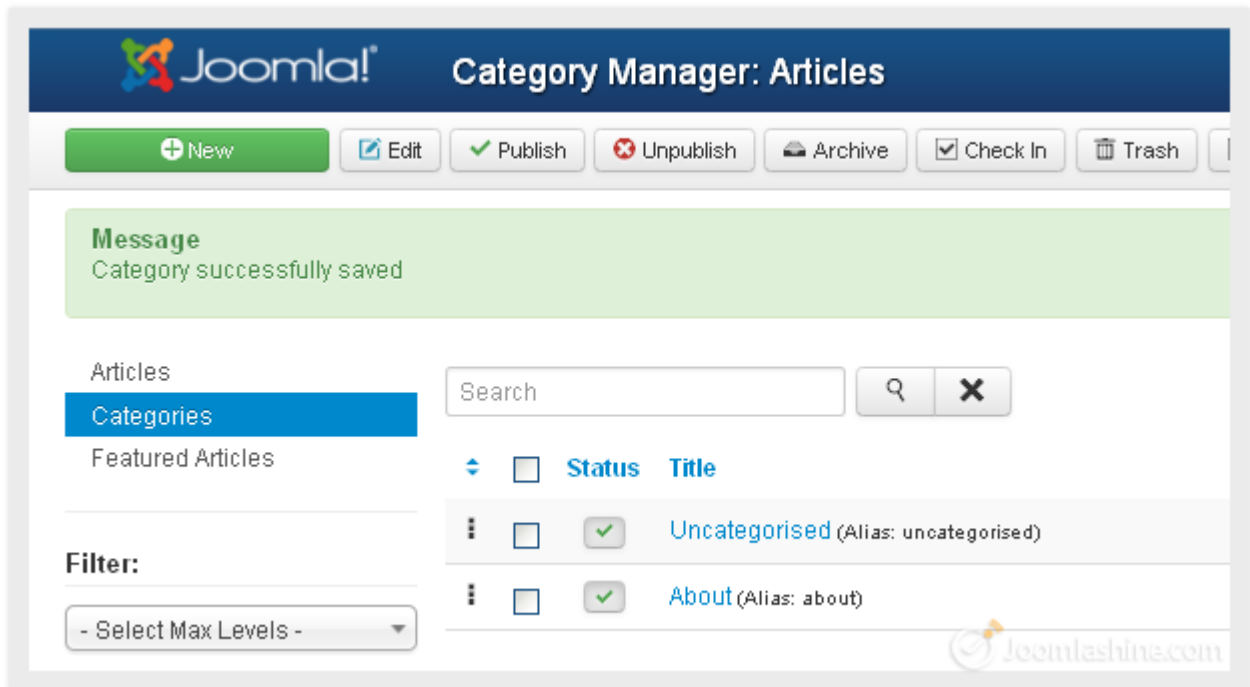 Joomla!® Category Manager: Articles
New Edit Publish Unpublish Archive Check In Trash
Message
Category successfully saved
Articles
Categories
Featured Articles
Filter:
- Select Max Levels -
Search
Status Title
Uncategorised (Alias: uncategorised)
About (Alias: about)
Joomlashine.com